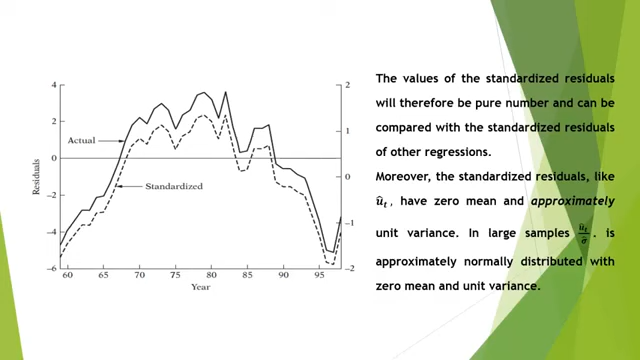 4
2
0
−2
−4
−6
Residuals
Actual
Standardized
60 65 70 75 80 85 90 95
Year
2
1
0
−1
−2
The values of the standardized residuals
will therefore be pure number and can be
compared with the standardized residuals
of other regressions.
Moreover, the standardized residuals, like
û_t , have zero mean and approximately
unit variance. In large samples û_t/σ̂ . is
approximately normally distributed with
zero mean and unit variance.